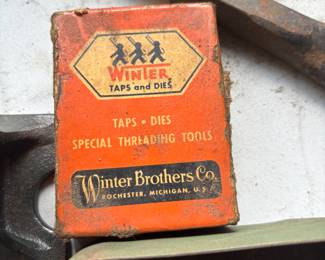 WINTER
TAPS and DIES
TAPS • DIES
SPECIAL THREADING TOOLS
Winter Brothers Co.
ROCHESTER, MICHIGAN, U.S.